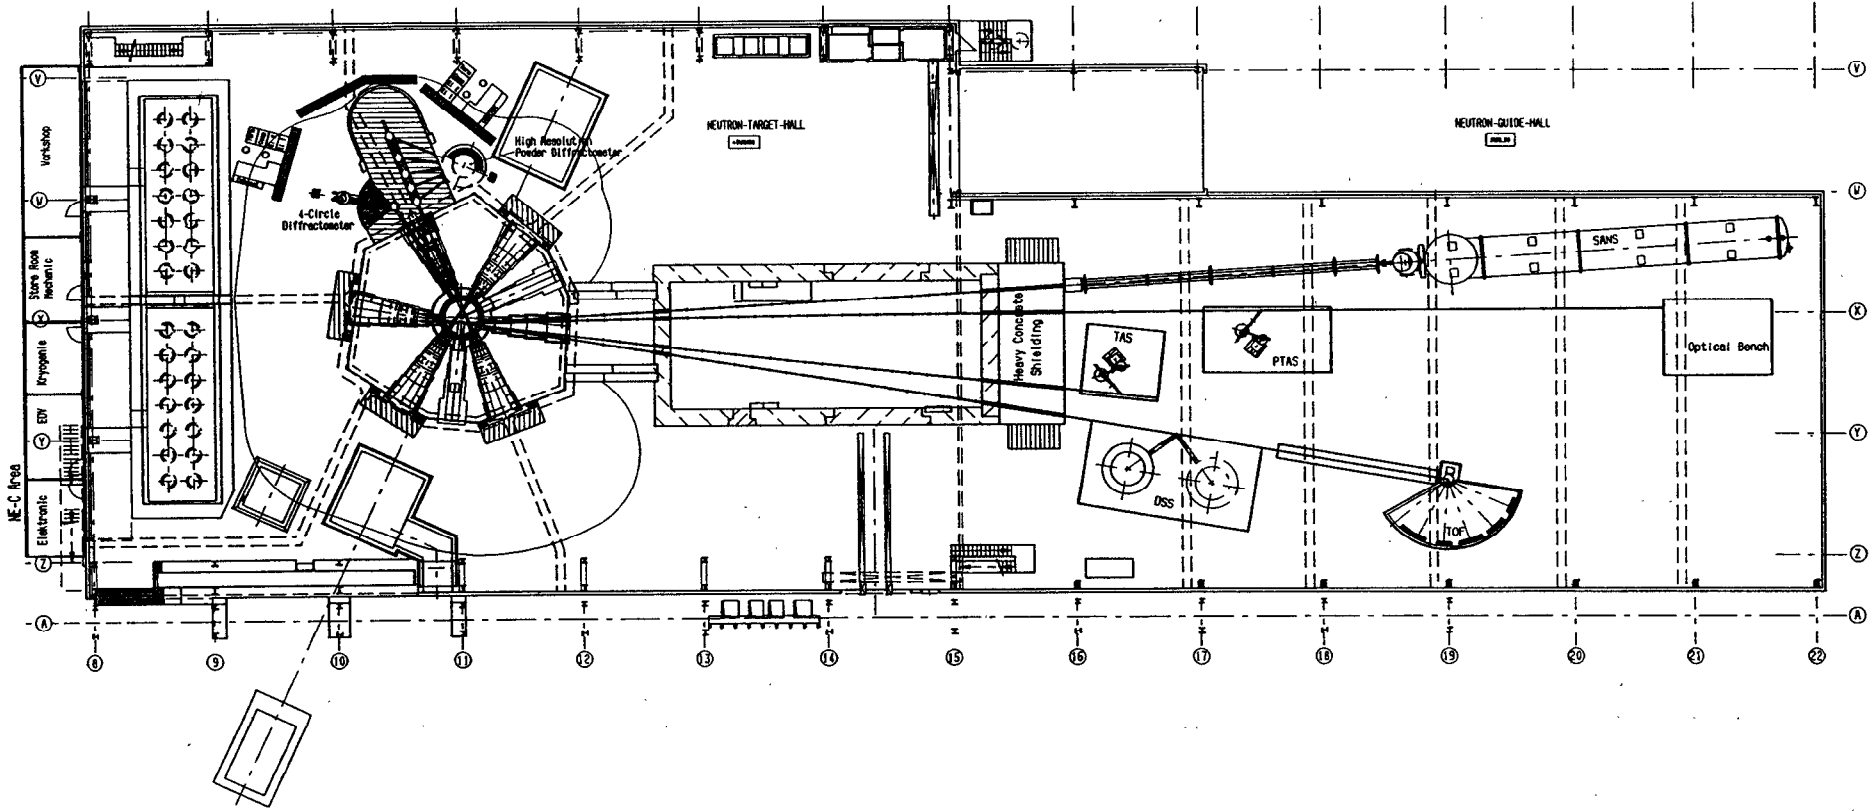 V
V
Workshop
NEUTRON-TARGET-HALL
NEUTRON-GUIDE-HALL
High Resolution
Powder Diffractometer
W
W
4-Circle
Diffractometer
Store Room
Mechanic
SANS
X
X
Heavy Concrete
Shielding
TAS
PTAS
Optical Bench
Kryogenie
EDV
Y
Y
NE-C Area
Elektronic
DSS
TOF
Z
Z
A
A
8
9
10
11
12
13
14
15
16
17
18
19
20
21
22